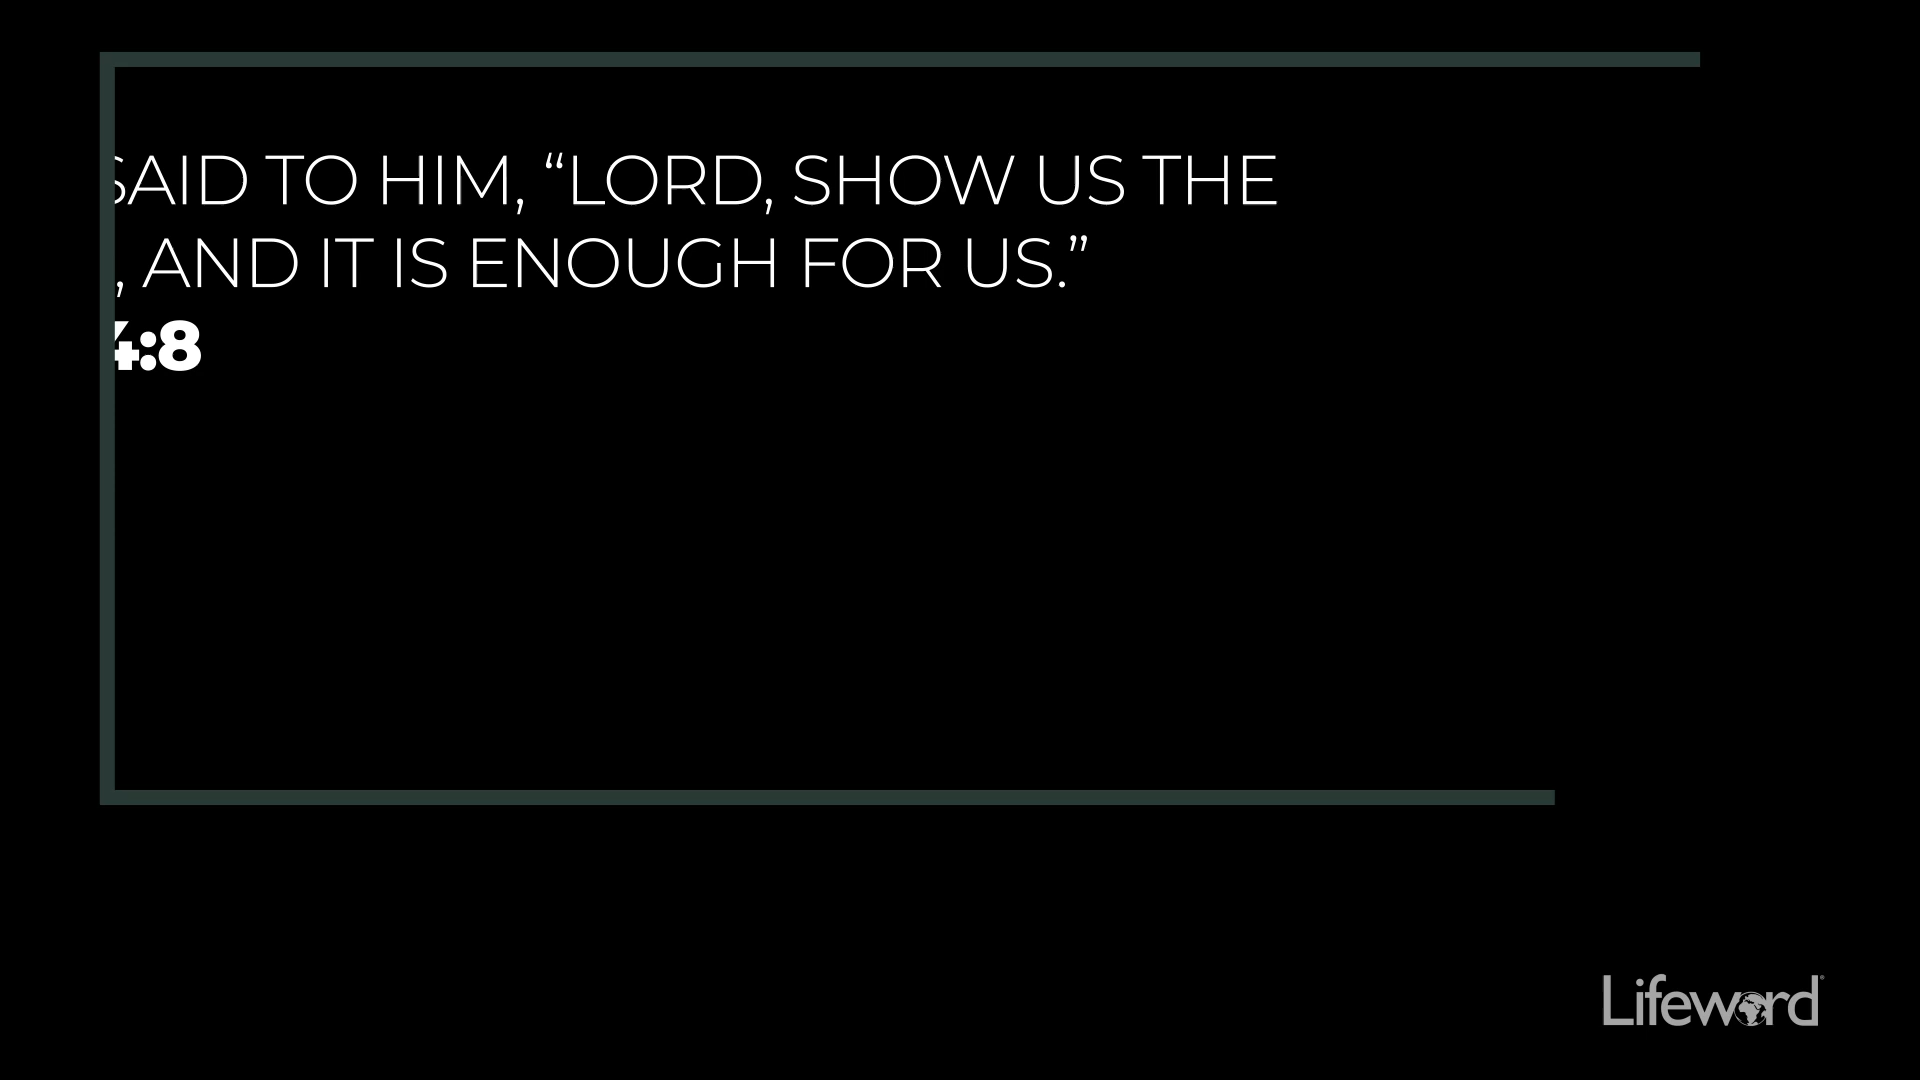 SAID TO HIM, “LORD, SHOW US THE
, AND IT IS ENOUGH FOR US.”
4:8
Lifeword